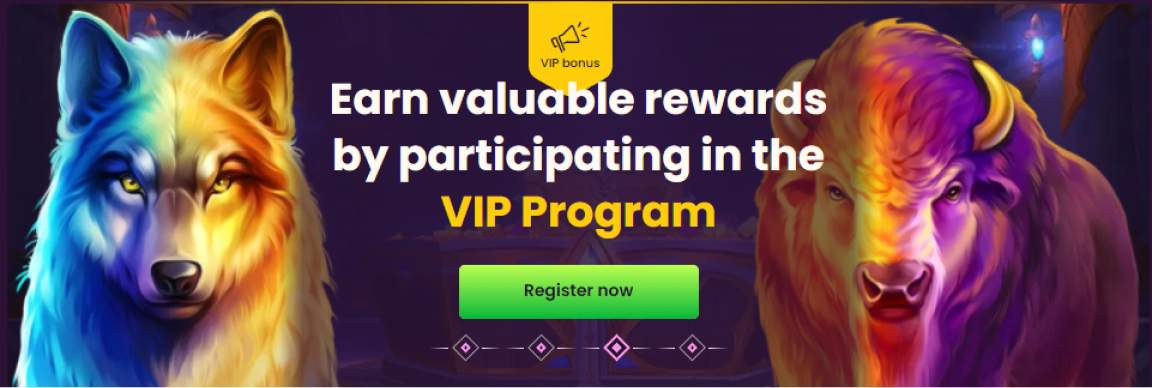 VIP bonus
Earn valuable rewards
by participating in the
VIP Program
Register now